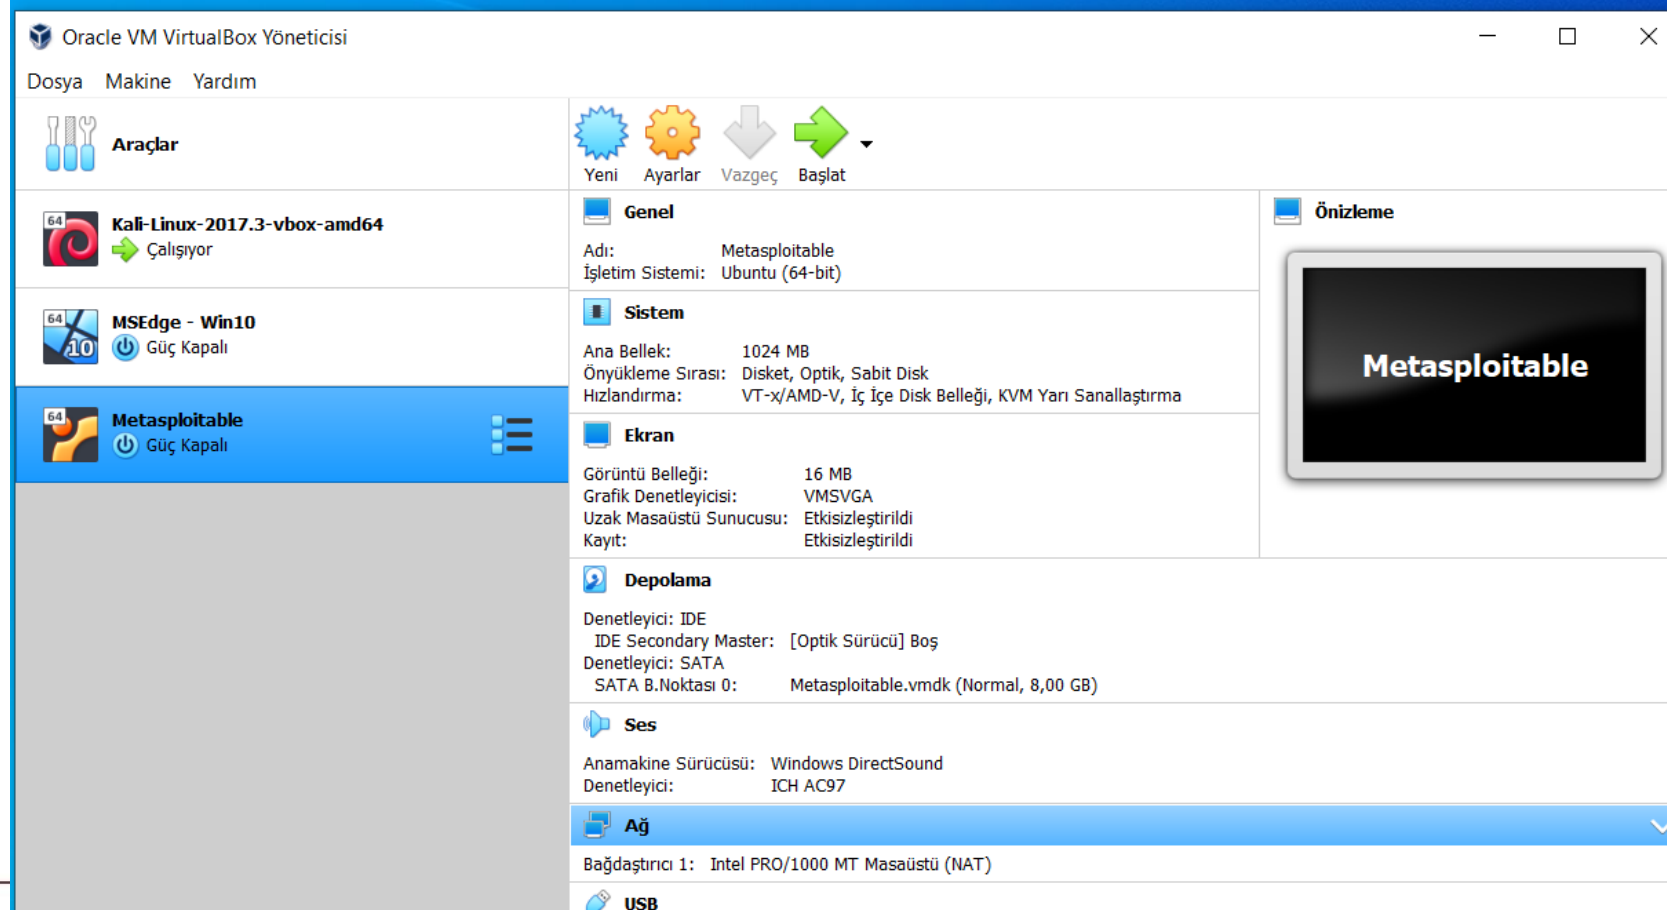 Oracle VM VirtualBox Yöneticisi
Dosya Makine Yardım
Araçlar
Yeni Ayarlar Vazgeç Başlat
64
Kali-Linux-2017.3-vbox-amd64
Çalışıyor
64
10
MSEdge - Win10
Güç Kapalı
64
Metasploitable
Güç Kapalı
Genel
Adı: Metasploitable
İşletim Sistemi: Ubuntu (64-bit)
Sistem
Ana Bellek: 1024 MB
Önyükleme Sırası: Disket, Optik, Sabit Disk
Hızlandırma: VT-x/AMD-V, İç İçe Disk Belleği, KVM Yarı Sanallaştırma
Ekran
Görüntü Belleği: 16 MB
Grafik Denetleyicisi: VMSVGA
Uzak Masaüstü Sunucusu: Etkisizleştirildi
Kayıt: Etkisizleştirildi
Önizleme
Metasploitable
Depolama
Denetleyici: IDE
IDE Secondary Master: [Optik Sürücü] Boş
Denetleyici: SATA
SATA B.Noktası 0: Metasploitable.vmdk (Normal, 8,00 GB)
Ses
Anamakine Sürücüsü: Windows DirectSound
Denetleyici: ICH AC97
Ağ
Bağdaştırıcı 1: Intel PRO/1000 MT Masaüstü (NAT)
USB